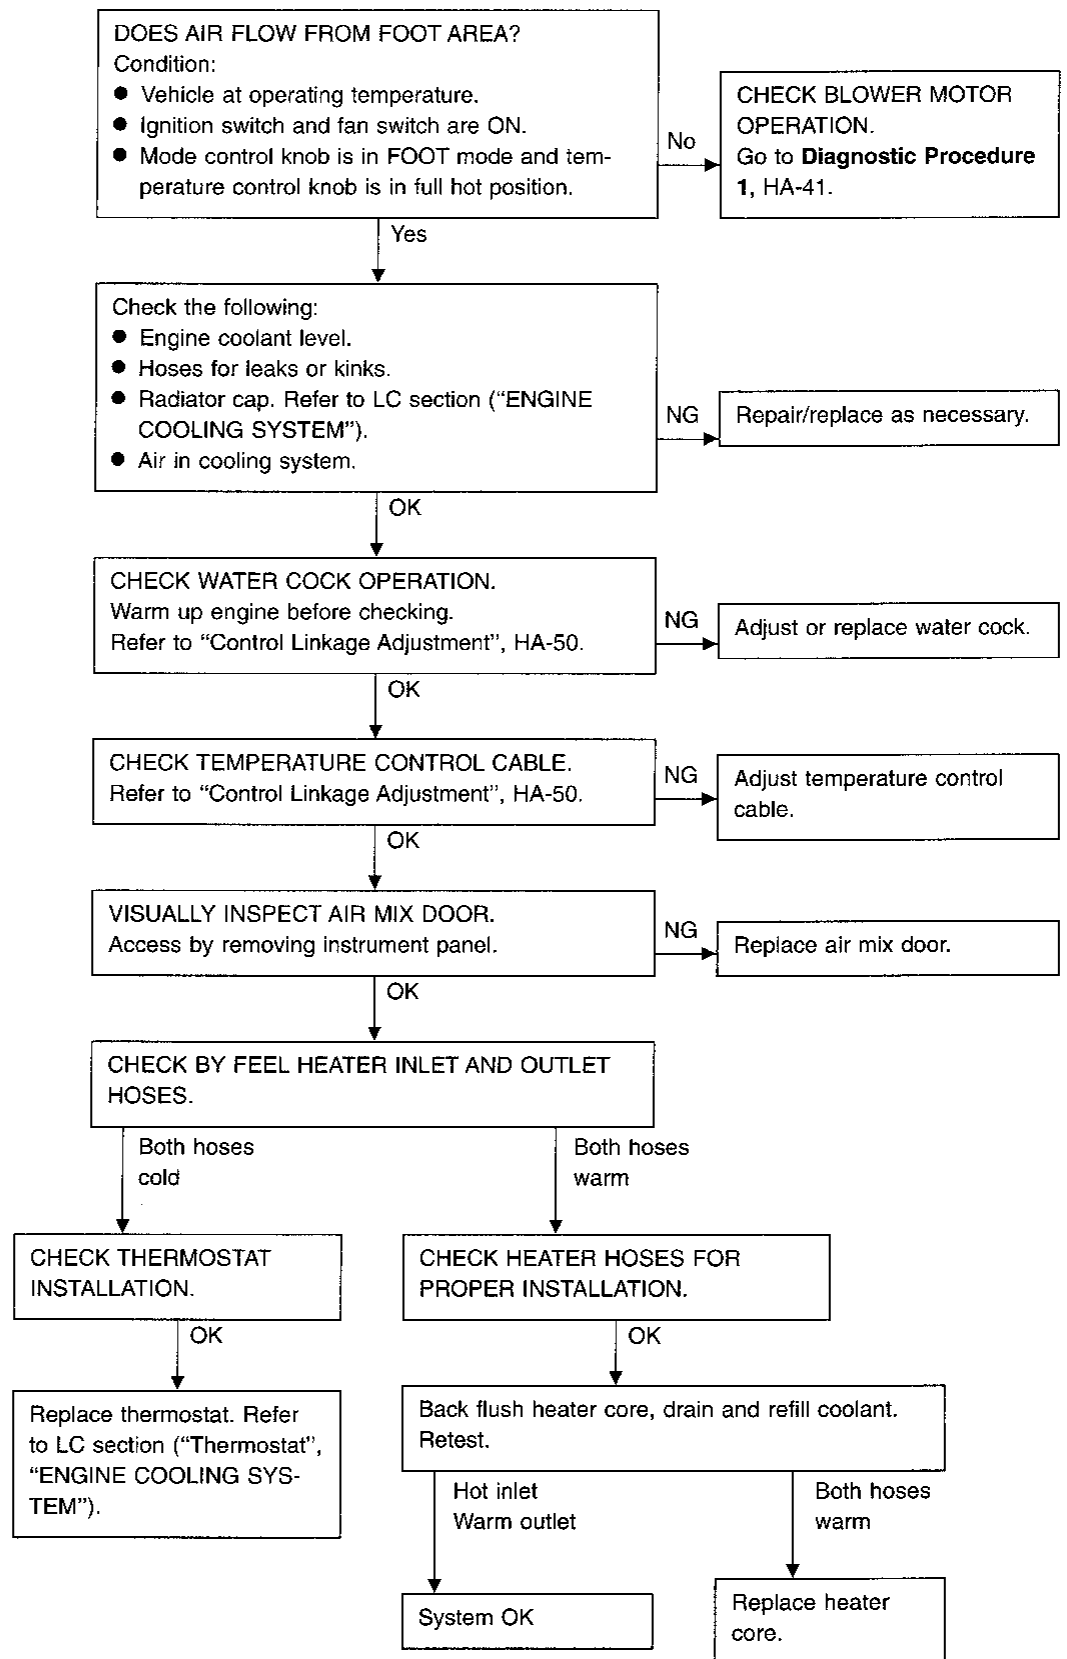 DOES AIR FLOW FROM FOOT AREA?
Condition:
● Vehicle at operating temperature.
● Ignition switch and fan switch are ON.
● Mode control knob is in FOOT mode and tem-
perature control knob is in full hot position.
No
CHECK BLOWER MOTOR
OPERATION.
Go to Diagnostic Procedure
1, HA-41.
Yes
Check the following:
● Engine coolant level.
● Hoses for leaks or kinks.
● Radiator cap. Refer to LC section (“ENGINE
COOLING SYSTEM”).
● Air in cooling system.
NG
Repair/replace as necessary.
OK
CHECK WATER COCK OPERATION.
Warm up engine before checking.
Refer to “Control Linkage Adjustment”, HA-50.
NG
Adjust or replace water cock.
OK
CHECK TEMPERATURE CONTROL CABLE.
Refer to “Control Linkage Adjustment”, HA-50.
NG
Adjust temperature control
cable.
OK
VISUALLY INSPECT AIR MIX DOOR.
Access by removing instrument panel.
NG
Replace air mix door.
OK
CHECK BY FEEL HEATER INLET AND OUTLET
HOSES.
Both hoses
cold
Both hoses
warm
CHECK THERMOSTAT
INSTALLATION.
CHECK HEATER HOSES FOR
PROPER INSTALLATION.
OK
OK
Replace thermostat. Refer
to LC section (“Thermostat”,
“ENGINE COOLING SYS-
TEM”).
Back flush heater core, drain and refill coolant.
Retest.
Hot inlet
Warm outlet
Both hoses
warm
System OK
Replace heater
core.